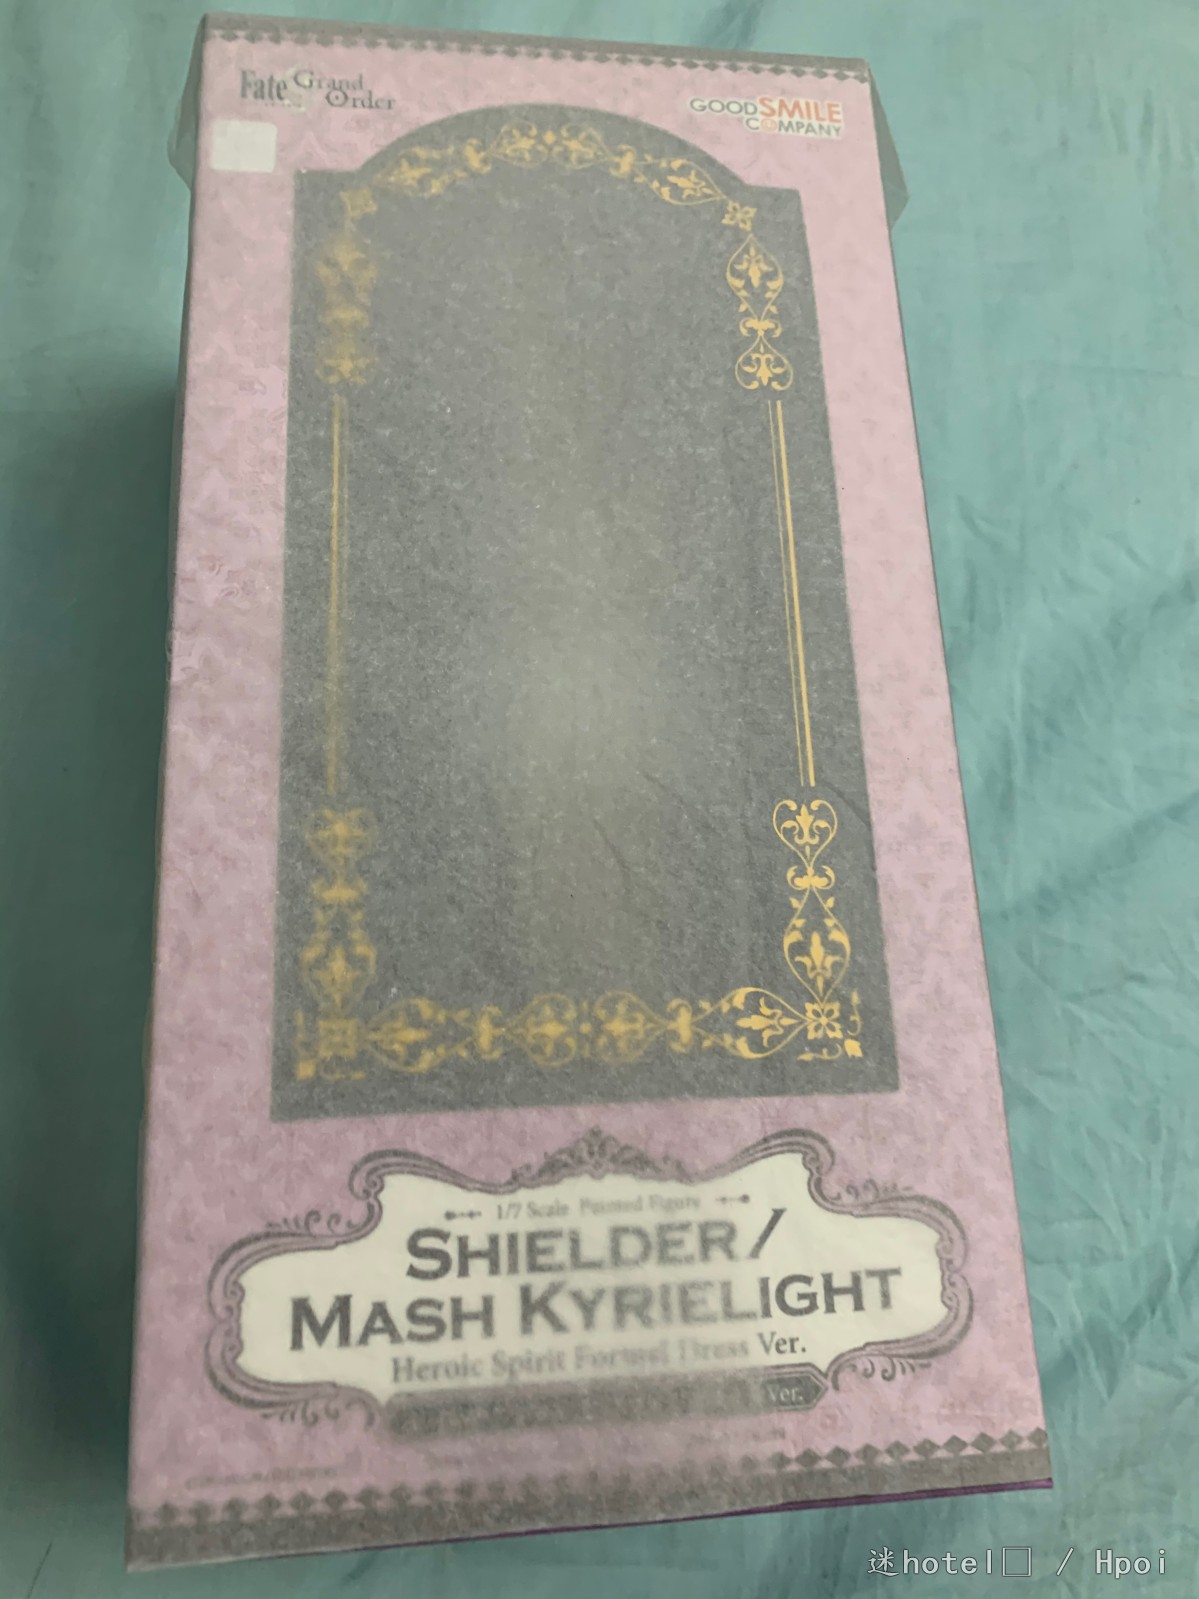 Fate Grand Order
GOOD SMILE
COMPANY
1/7 Scale Painted Figure
SHIELDER/
MASH KYRIELIGHT
Heroic Spirit Formal Dress Ver.
Ver.
迷hotel□ / Hpoi